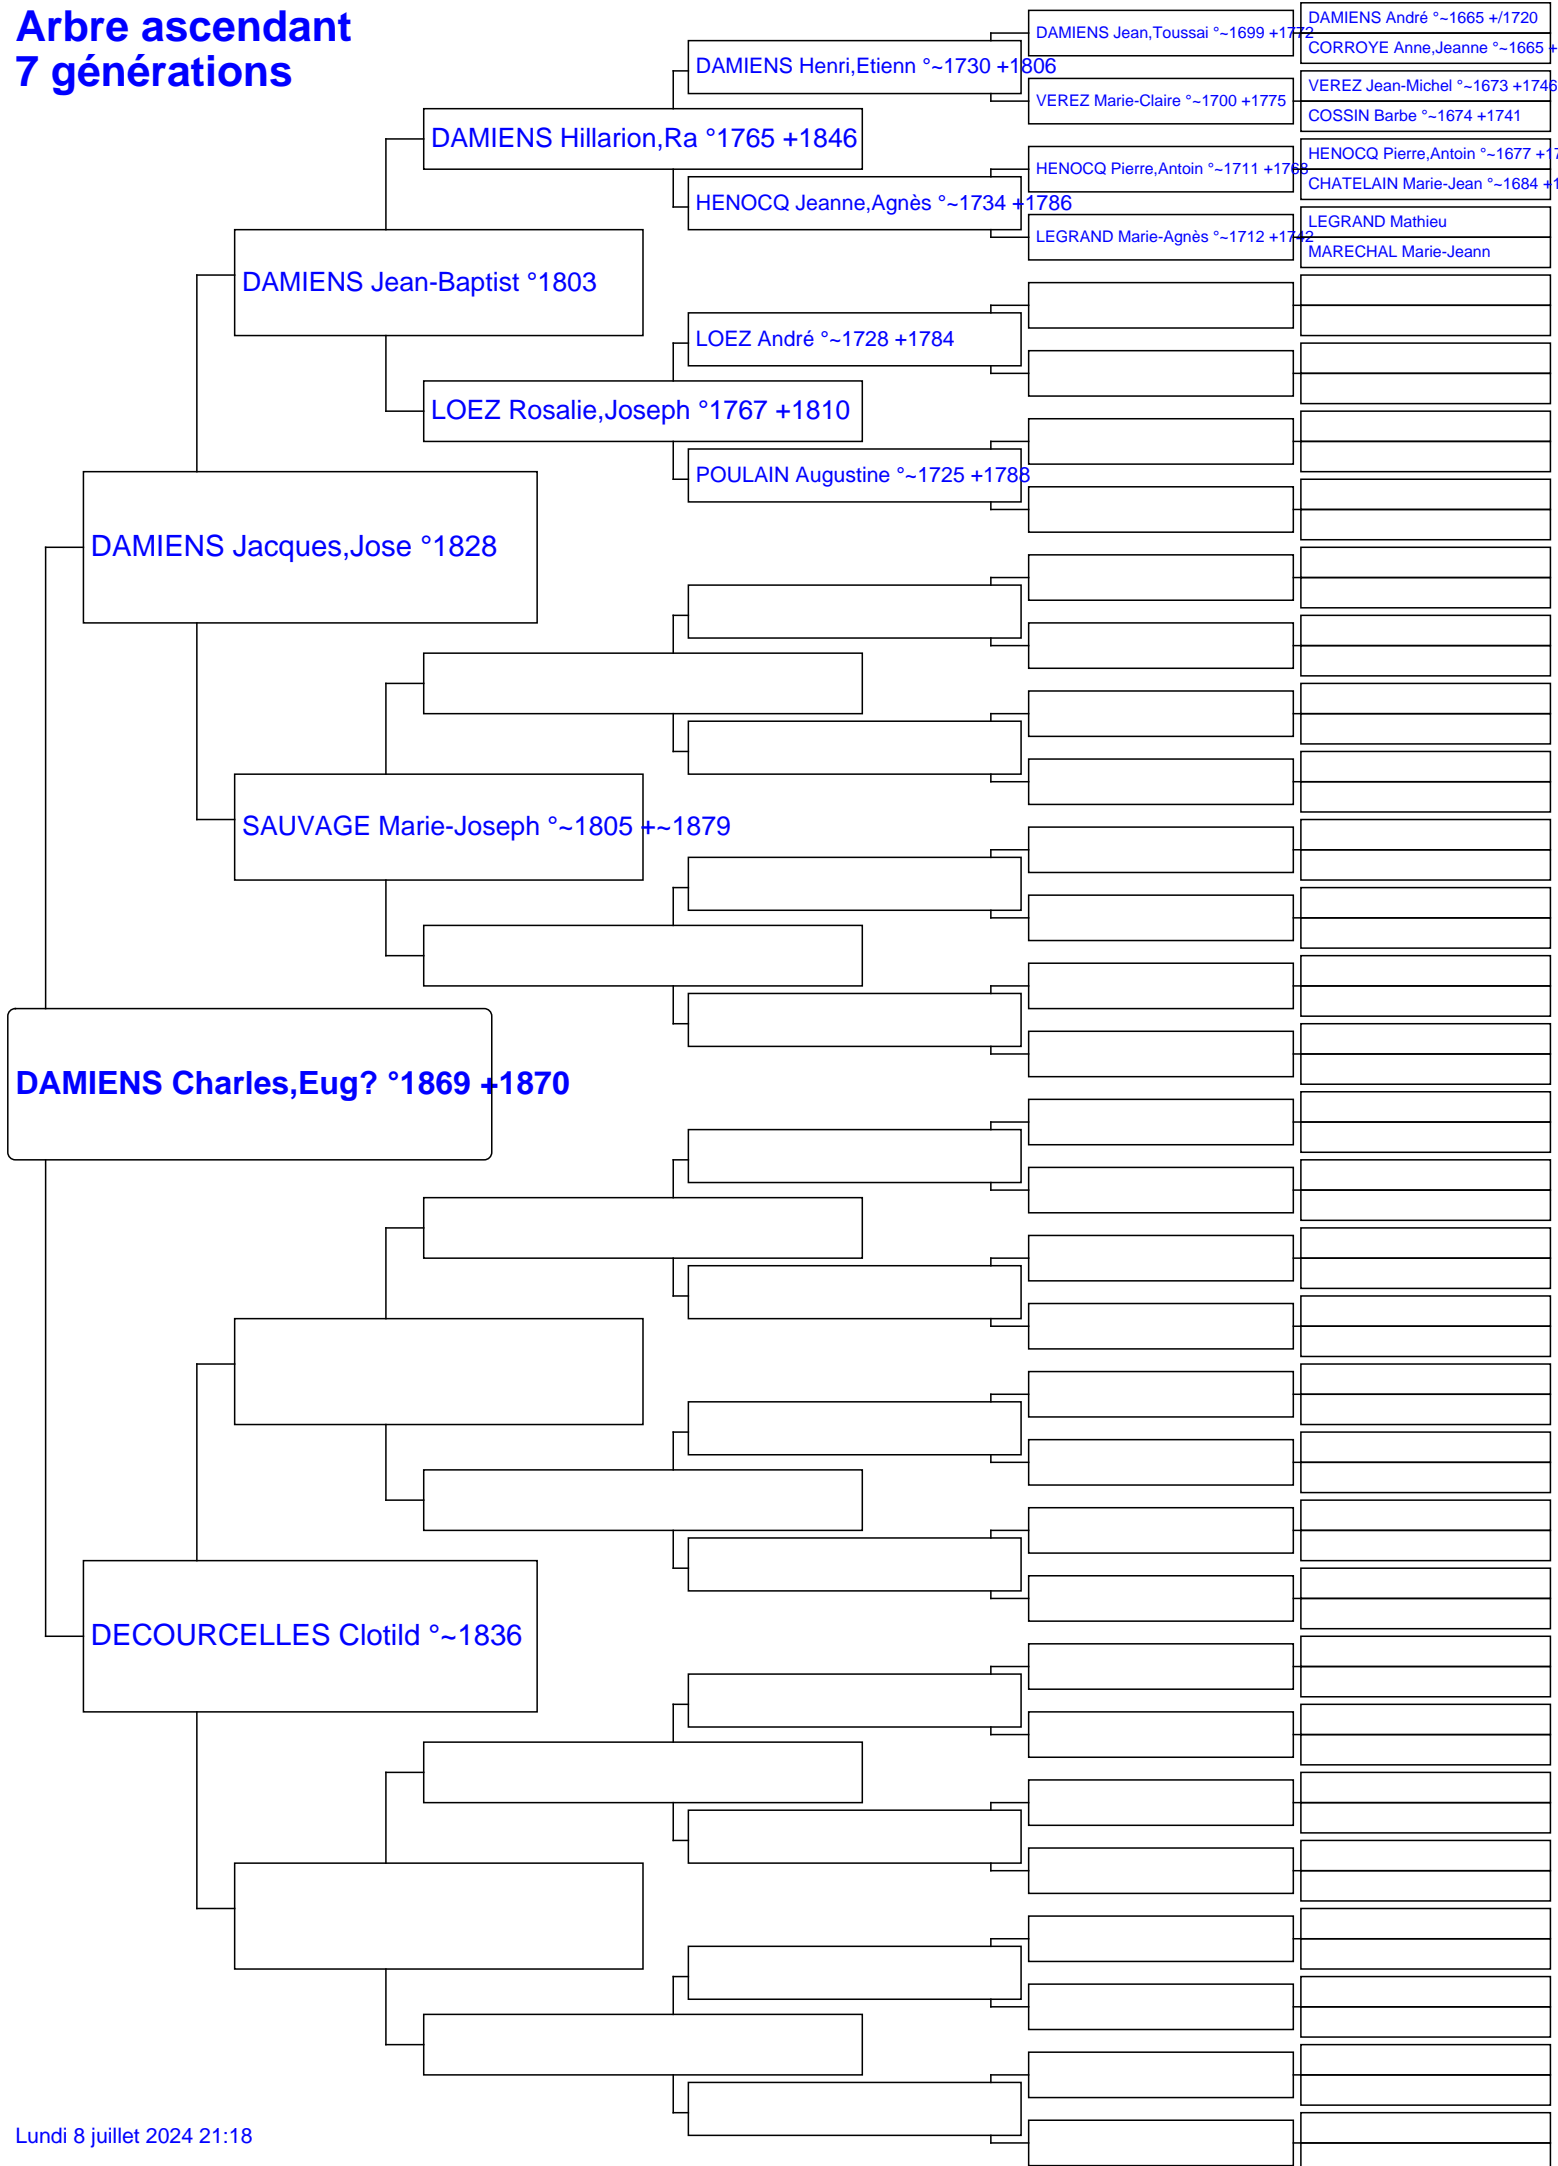 Arbre ascendant
7 générations
DAMIENS André °~1665 +/1720
DAMIENS Jean,Toussai °~1699 +1772
CORROYE Anne,Jeanne °~1665 +
DAMIENS Henri,Etienn °~1730 +1806
VEREZ Jean-Michel °~1673 +1746
VEREZ Marie-Claire °~1700 +1775
COSSIN Barbe °~1674 +1741
DAMIENS Hillarion,Ra °1765 +1846
HENOCQ Pierre,Antoin °~1677 +17
HENOCQ Pierre,Antoin °~1711 +1768
CHATELAIN Marie-Jean °~1684 +1
HENOCQ Jeanne,Agnès °~1734 +1786
LEGRAND Mathieu
LEGRAND Marie-Agnès °~1712 +1742
MARECHAL Marie-Jeann
DAMIENS Jean-Baptist °1803
LOEZ André °~1728 +1784
LOEZ Rosalie,Joseph °1767 +1810
POULAIN Augustine °~1725 +1788
DAMIENS Jacques,Jose °1828
SAUVAGE Marie-Joseph °~1805 +~1879
DAMIENS Charles,Eug? °1869 +1870
DECOURCELLES Clotild °~1836
Lundi 8 juillet 2024 21:18